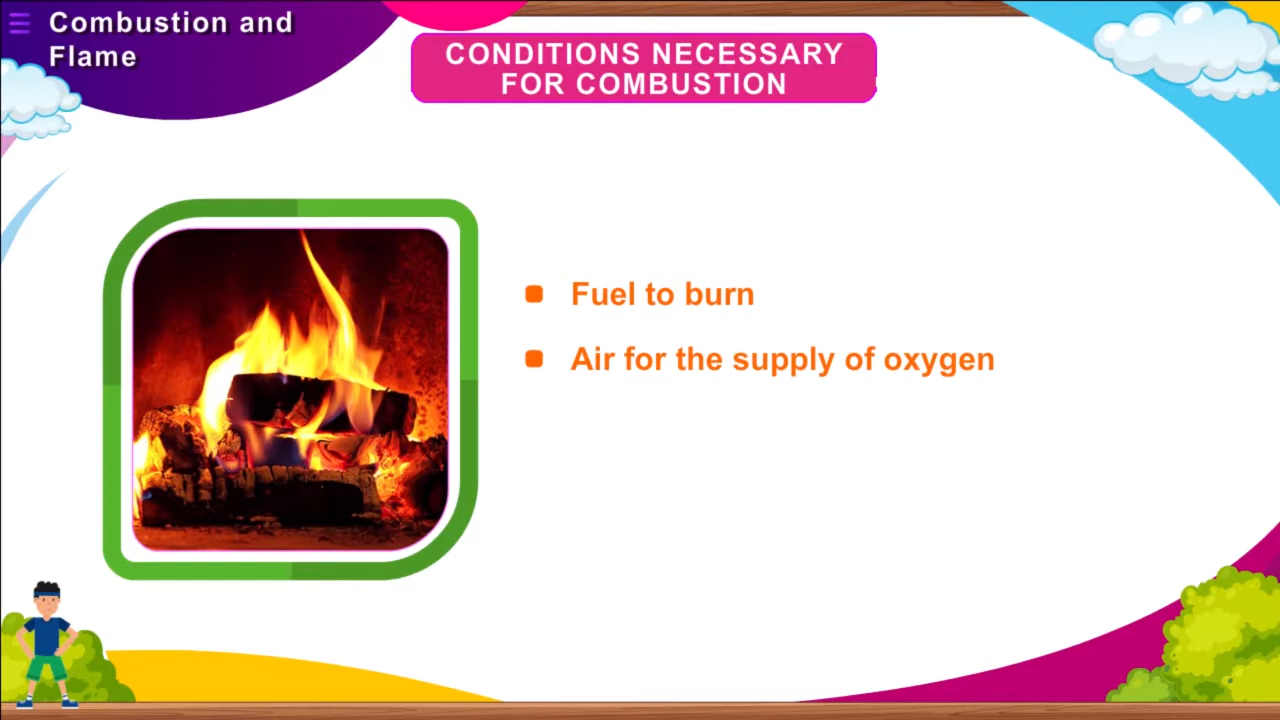 Combustion and
Flame
CONDITIONS NECESSARY
FOR COMBUSTION
Fuel to burn
Air for the supply of oxygen